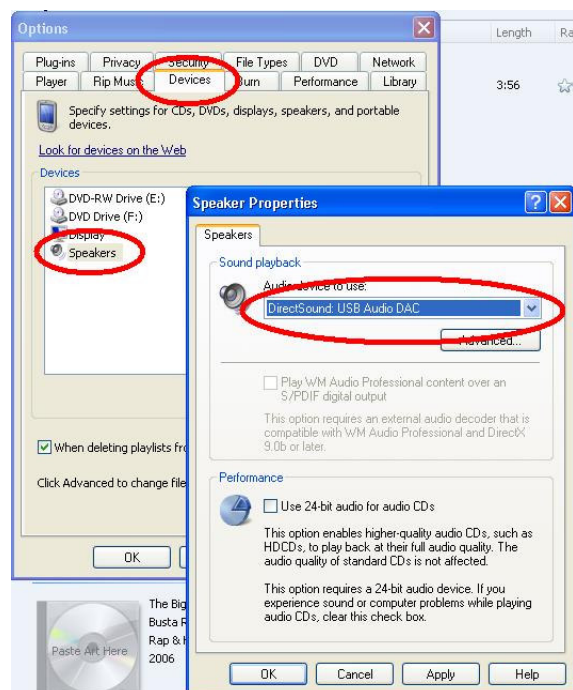 Options
Length
Ra
Plug-ins Privacy Security File Types DVD Network
Player Rip Music Devices Burn Performance Library
3:56
Specify settings for CDs, DVDs, displays, speakers, and portable
devices.
Look for devices on the Web
Devices
DVD-RW Drive (E:)
DVD Drive (F:)
Display
Speakers
When deleting playlists fro
Click Advanced to change file
OK
Speaker Properties
Speakers
Sound playback
Audio device to use:
DirectSound: USB Audio DAC
Advanced...
Play WM Audio Professional content over an
S/PDIF digital output
This option requires an external audio decoder that is
compatible with WM Audio Professional and DirectX
9.0b or later.
Performance
Use 24-bit audio for audio CDs
This option enables higher-quality audio CDs, such as
HDCDs, to play back at their full audio quality. The
audio quality of standard CDs is not affected.
This option requires a 24-bit audio device. If you
experience sound or computer problems while playing
audio CDs, clear this check box.
OK Cancel Apply Help
Paste Art Here
The Big
Busta R
Rap & H
2006